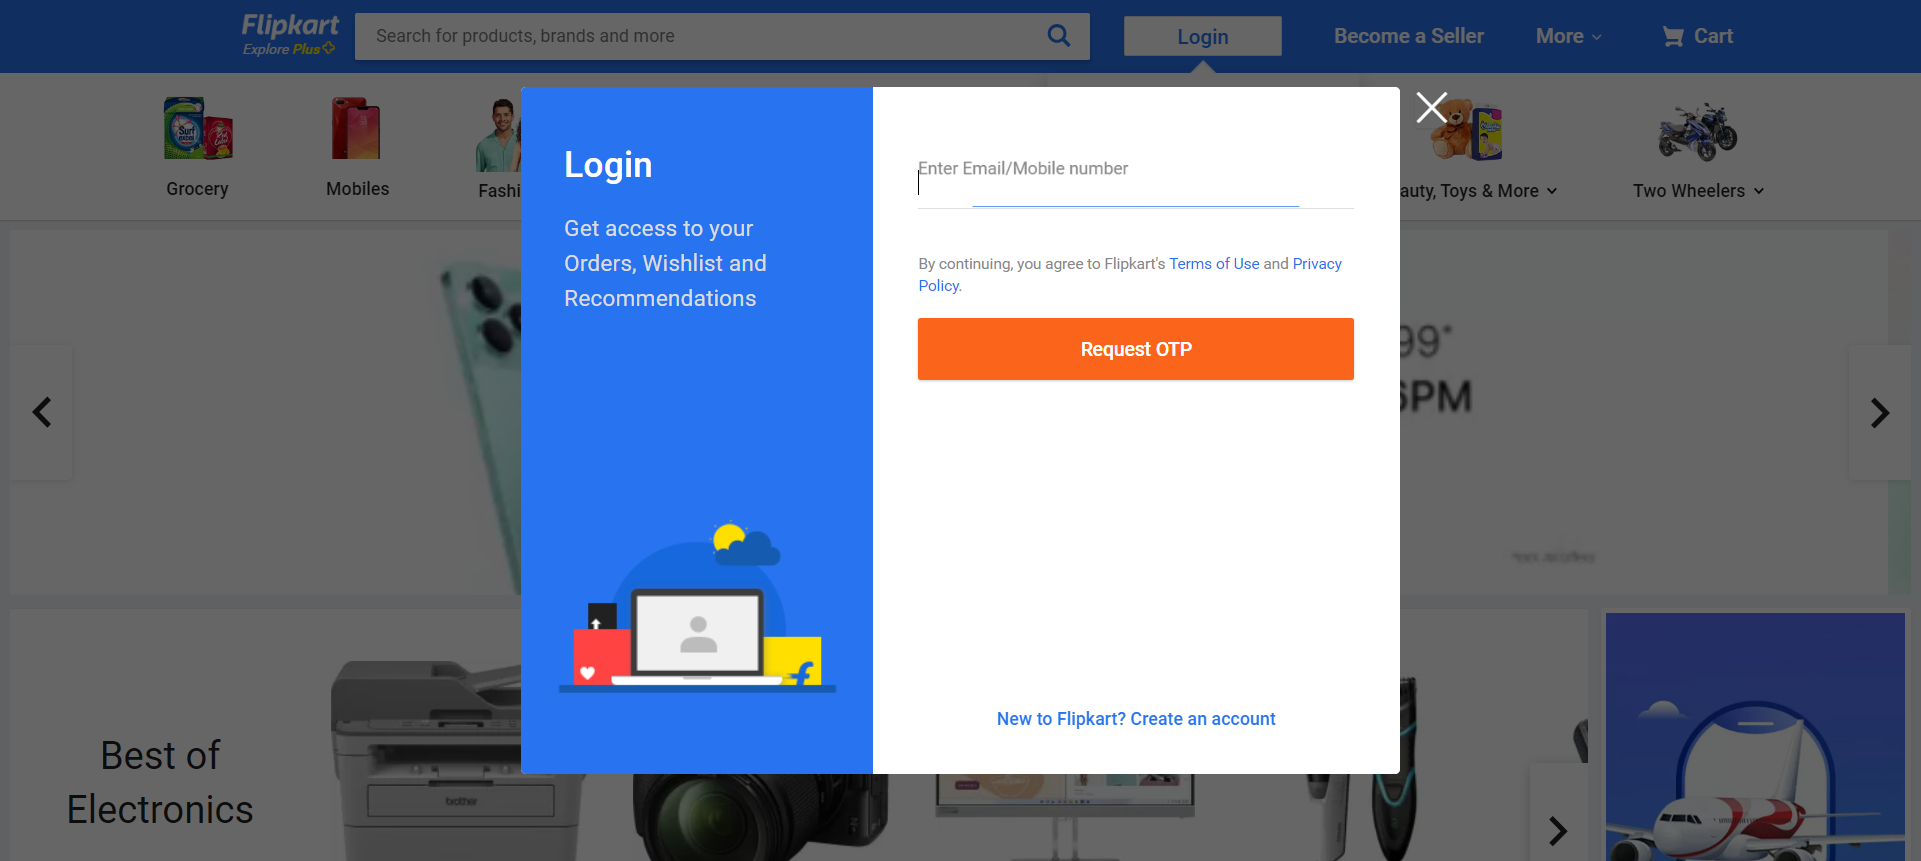 Flipkart
Explore Plus
Search for products, brands and more
Login
Become a Seller
More
Cart
Grocery
Mobiles
Fashi
auty, Toys & More
Two Wheelers
Login
Get access to your
Orders, Wishlist and
Recommendations
Enter Email/Mobile number
By continuing, you agree to Flipkart's Terms of Use and Privacy
Policy.
Request OTP
New to Flipkart? Create an account
99*
6PM
Best of
Electronics
brother